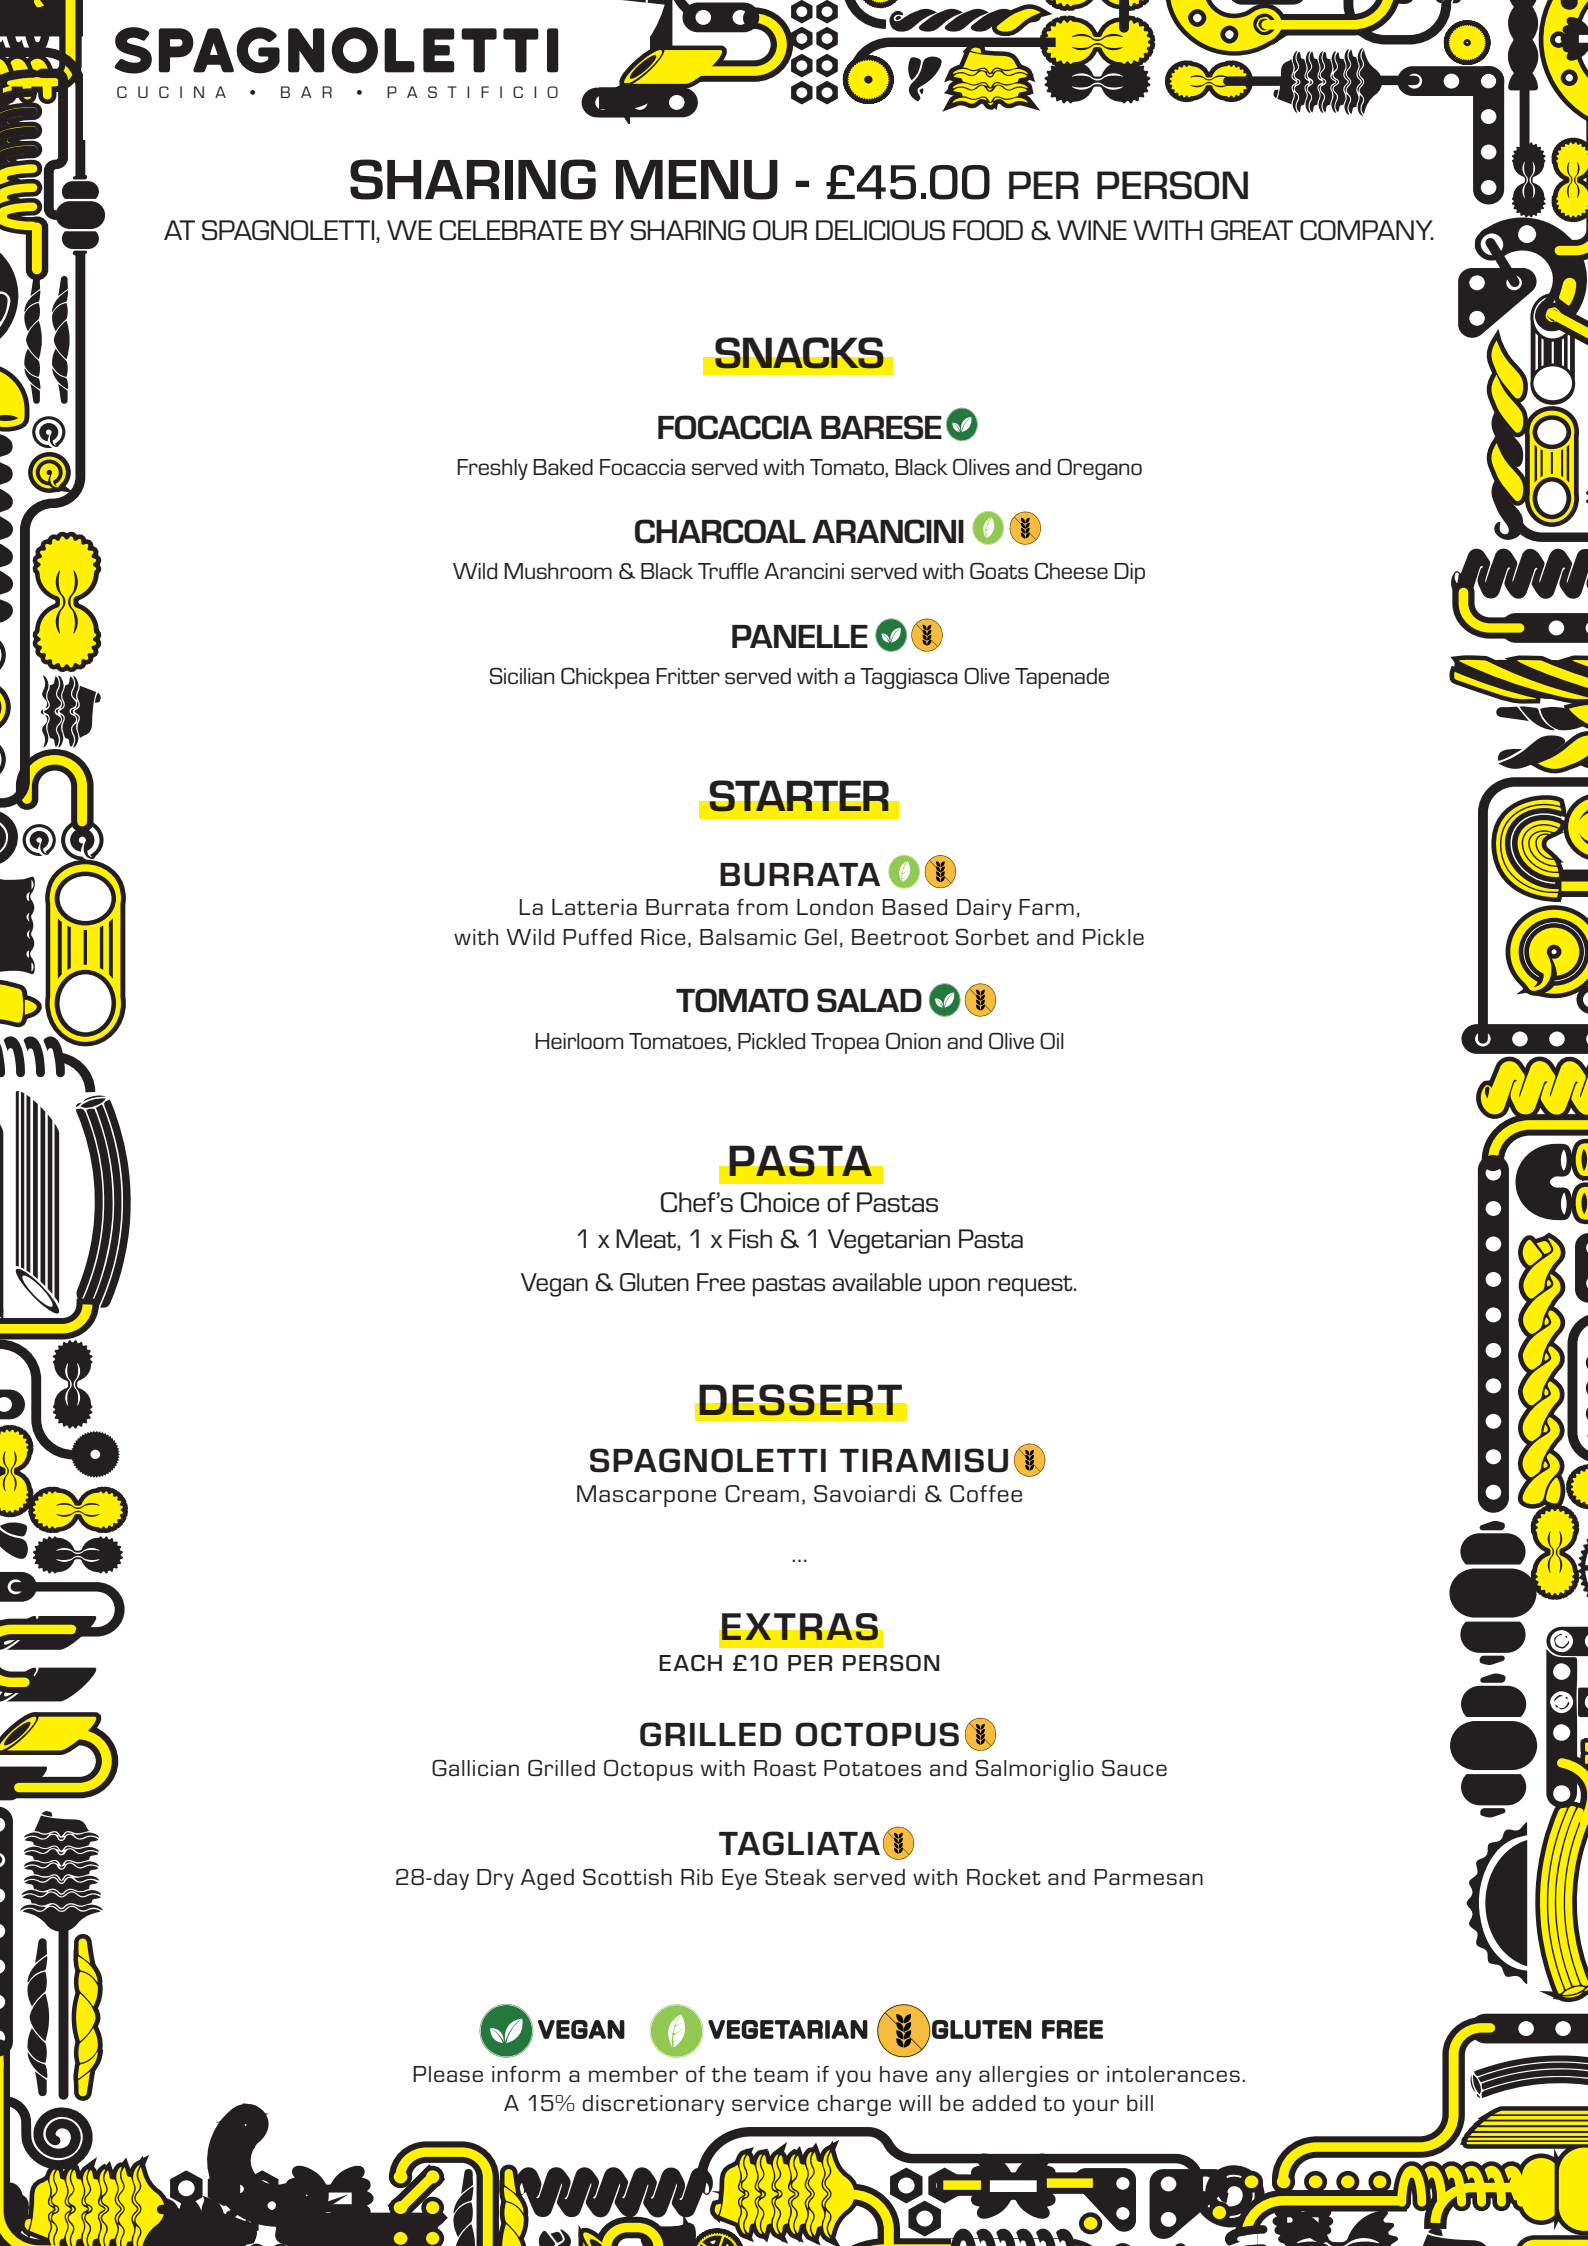 SPAGNOLETTI
CUCINA • BAR • PASTIFICIO
SHARING MENU - £45.00 PER PERSON
AT SPAGNOLETTI, WE CELEBRATE BY SHARING OUR DELICIOUS FOOD & WINE WITH GREAT COMPANY.
SNACKS
FOCACCIA BARESE
Freshly Baked Focaccia served with Tomato, Black Olives and Oregano
CHARCOAL ARANCINI
Wild Mushroom & Black Truffle Arancini served with Goats Cheese Dip
PANELLE
Sicilian Chickpea Fritter served with a Taggiasca Olive Tapenade
STARTER
BURRATA
La Latteria Burrata from London Based Dairy Farm,
with Wild Puffed Rice, Balsamic Gel, Beetroot Sorbet and Pickle
TOMATO SALAD
Heirloom Tomatoes, Pickled Tropea Onion and Olive Oil
PASTA
Chef's Choice of Pastas
1 x Meat, 1 x Fish & 1 Vegetarian Pasta
Vegan & Gluten Free pastas available upon request.
DESSERT
SPAGNOLETTI TIRAMISU
Mascarpone Cream, Savoiardi & Coffee
...
EXTRAS
EACH £10 PER PERSON
GRILLED OCTOPUS
Gallician Grilled Octopus with Roast Potatoes and Salmoriglio Sauce
TAGLIATA
28-day Dry Aged Scottish Rib Eye Steak served with Rocket and Parmesan
VEGAN VEGETARIAN GLUTEN FREE
Please inform a member of the team if you have any allergies or intolerances.
A 15% discretionary service charge will be added to your bill